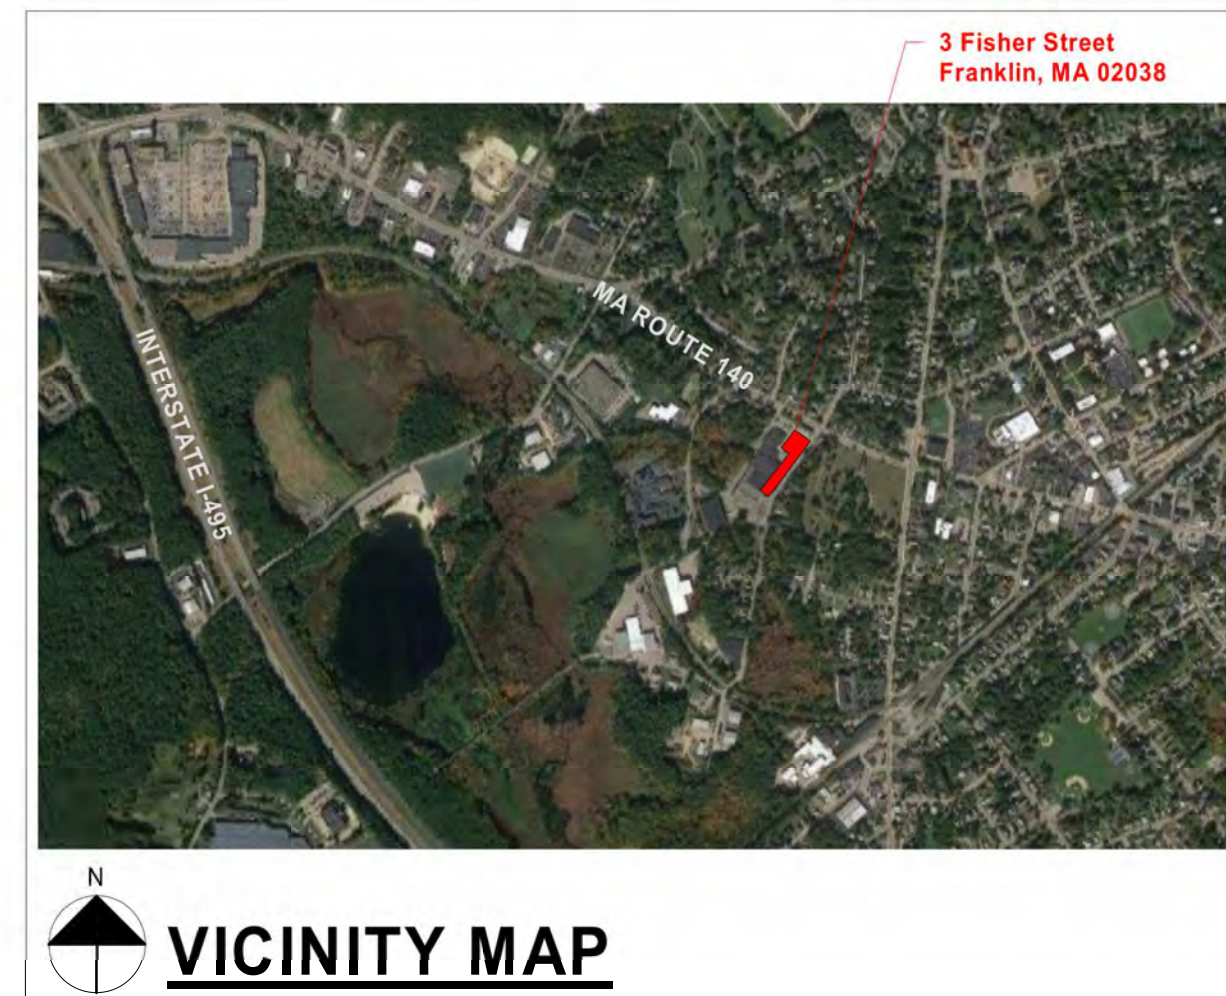 3 Fisher Street
Franklin, MA 02038
MA ROUTE 140
INTERSTATE I-495
N
VICINITY MAP